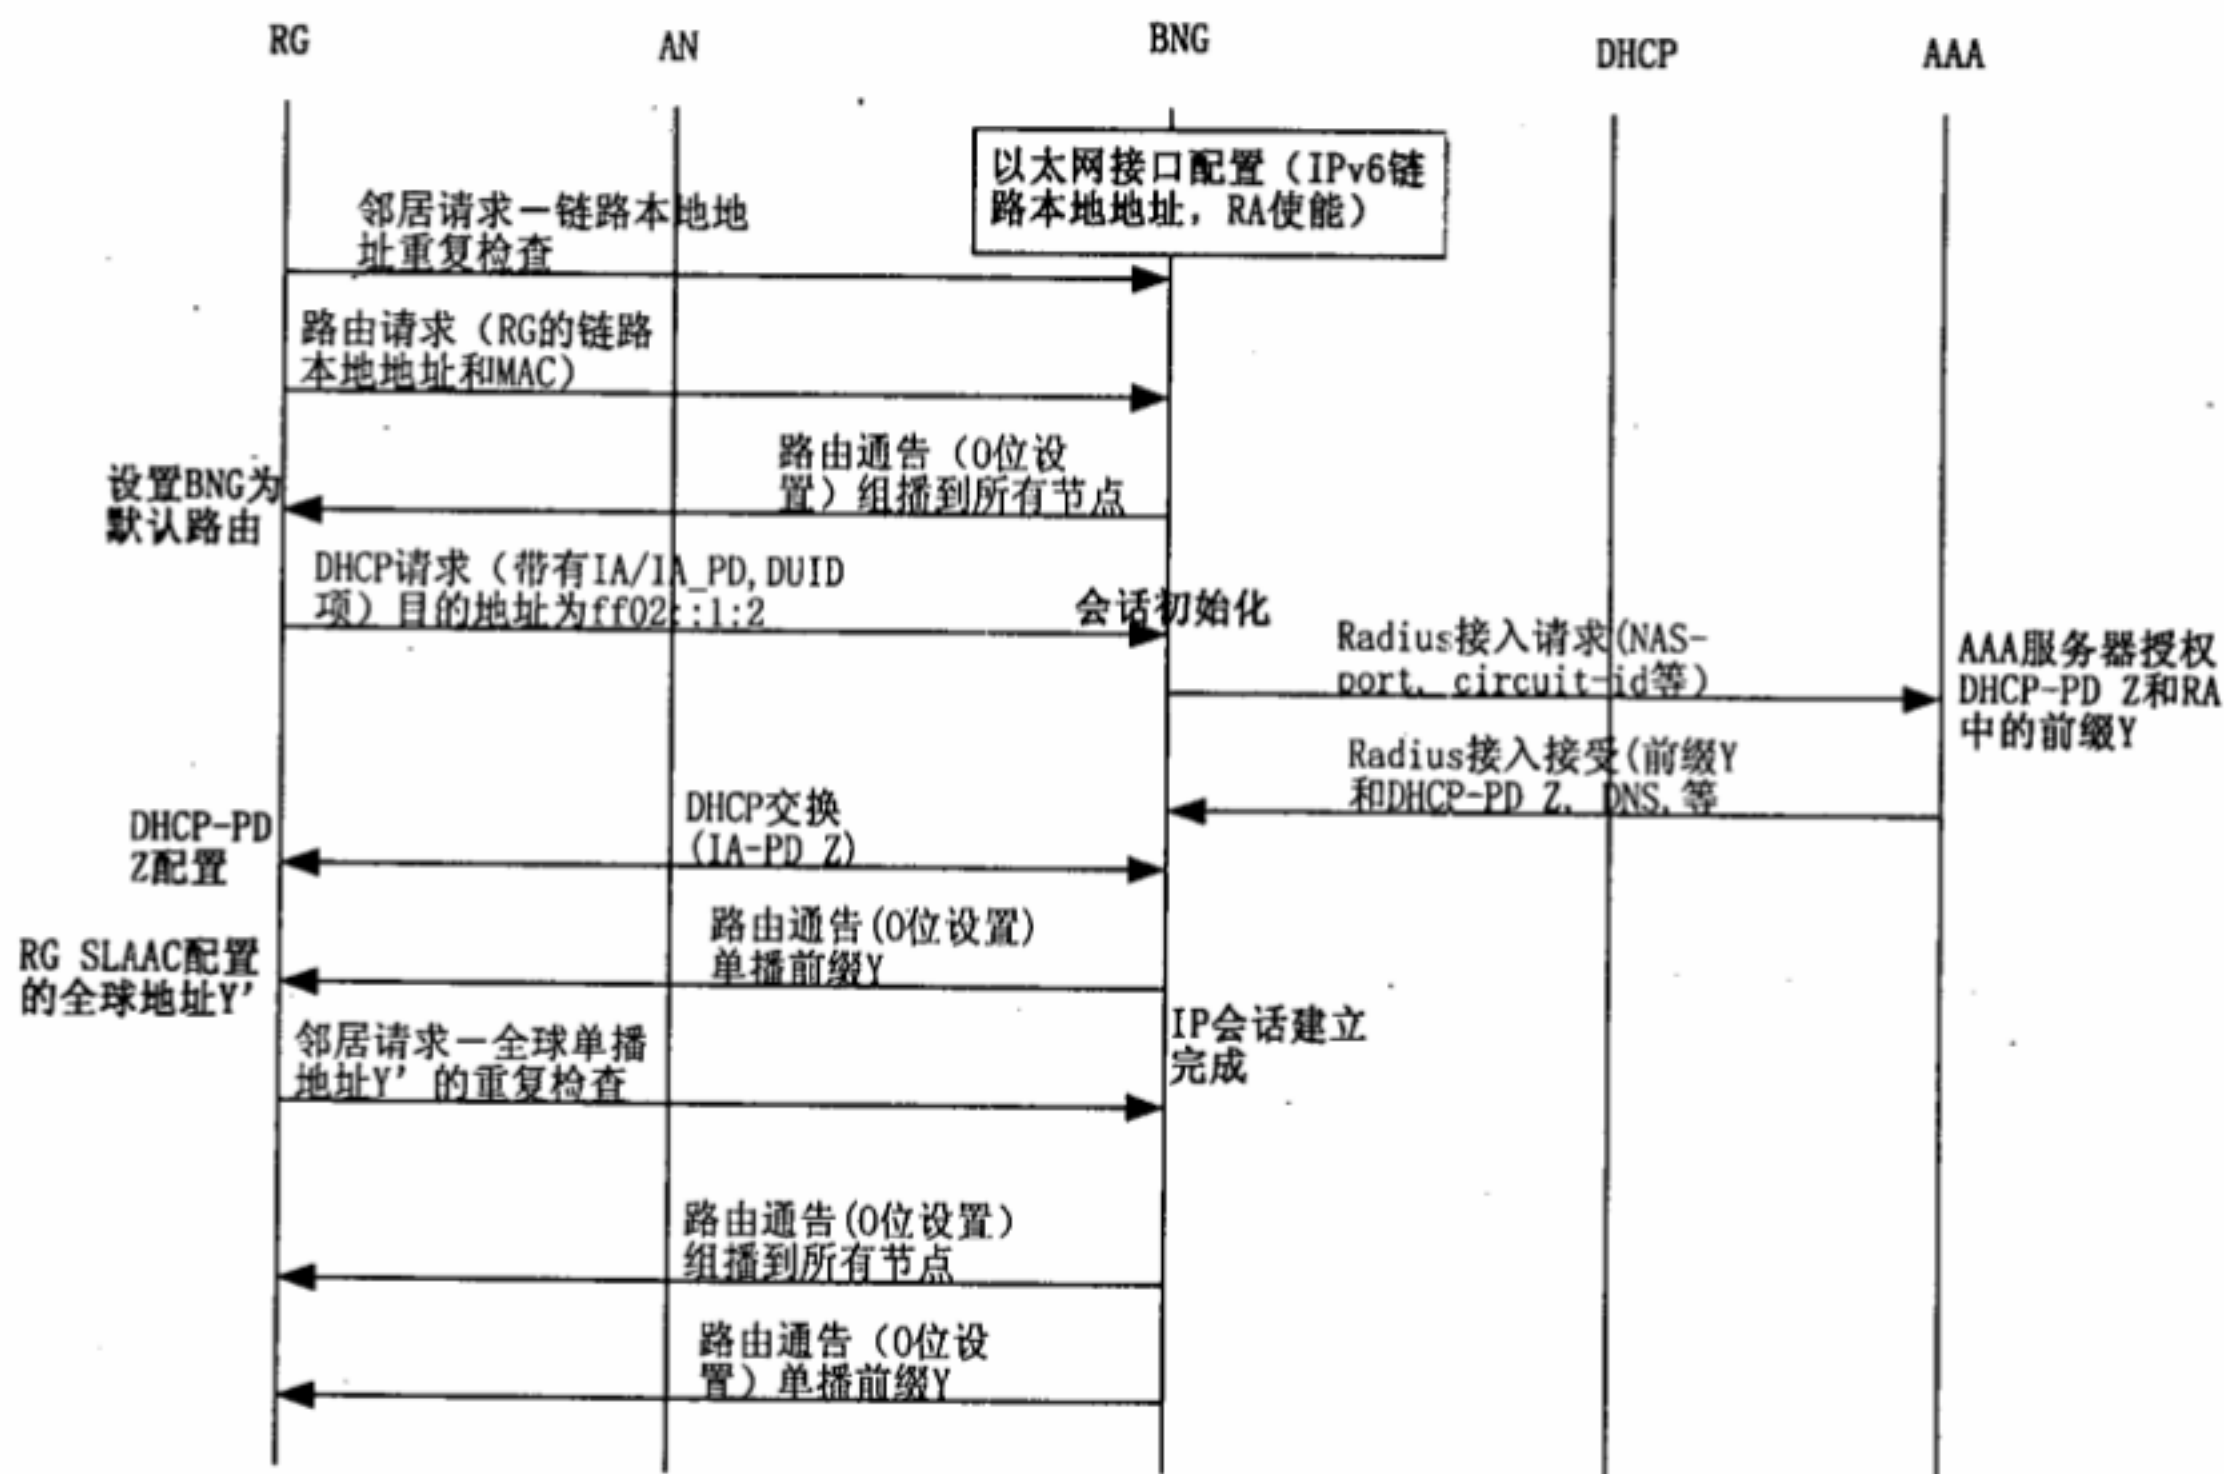 RG
AN
BNG
DHCP
AAA
以太网接口配置（IPv6链
路本地地址，RA使能）
邻居请求－链路本地地
址重复检查
路由请求（RG的链路
本地地址和MAC）
路由通告（O位设
置）组播到所有节点
设置BNG为
默认路由
DHCP请求（带有IA/IA_PD,DUID
项）目的地址为ff02::1:2
会话初始化
Radius接入请求(NAS-
port, circuit-id等）
AAA服务器授权
DHCP-PD Z和RA
中的前缀Y
Radius接入接受(前缀Y
和DHCP-PD Z, DNS,等
DHCP交换
(IA-PD Z)
DHCP-PD
Z配置
路由通告(O位设置)
单播前缀Y
RG SLAAC配置
的全球地址Y'
IP会话建立
完成
邻居请求－全球单播
地址Y' 的重复检查
路由通告(O位设置）
组播到所有节点
路由通告（O位设
置）单播前缀Y